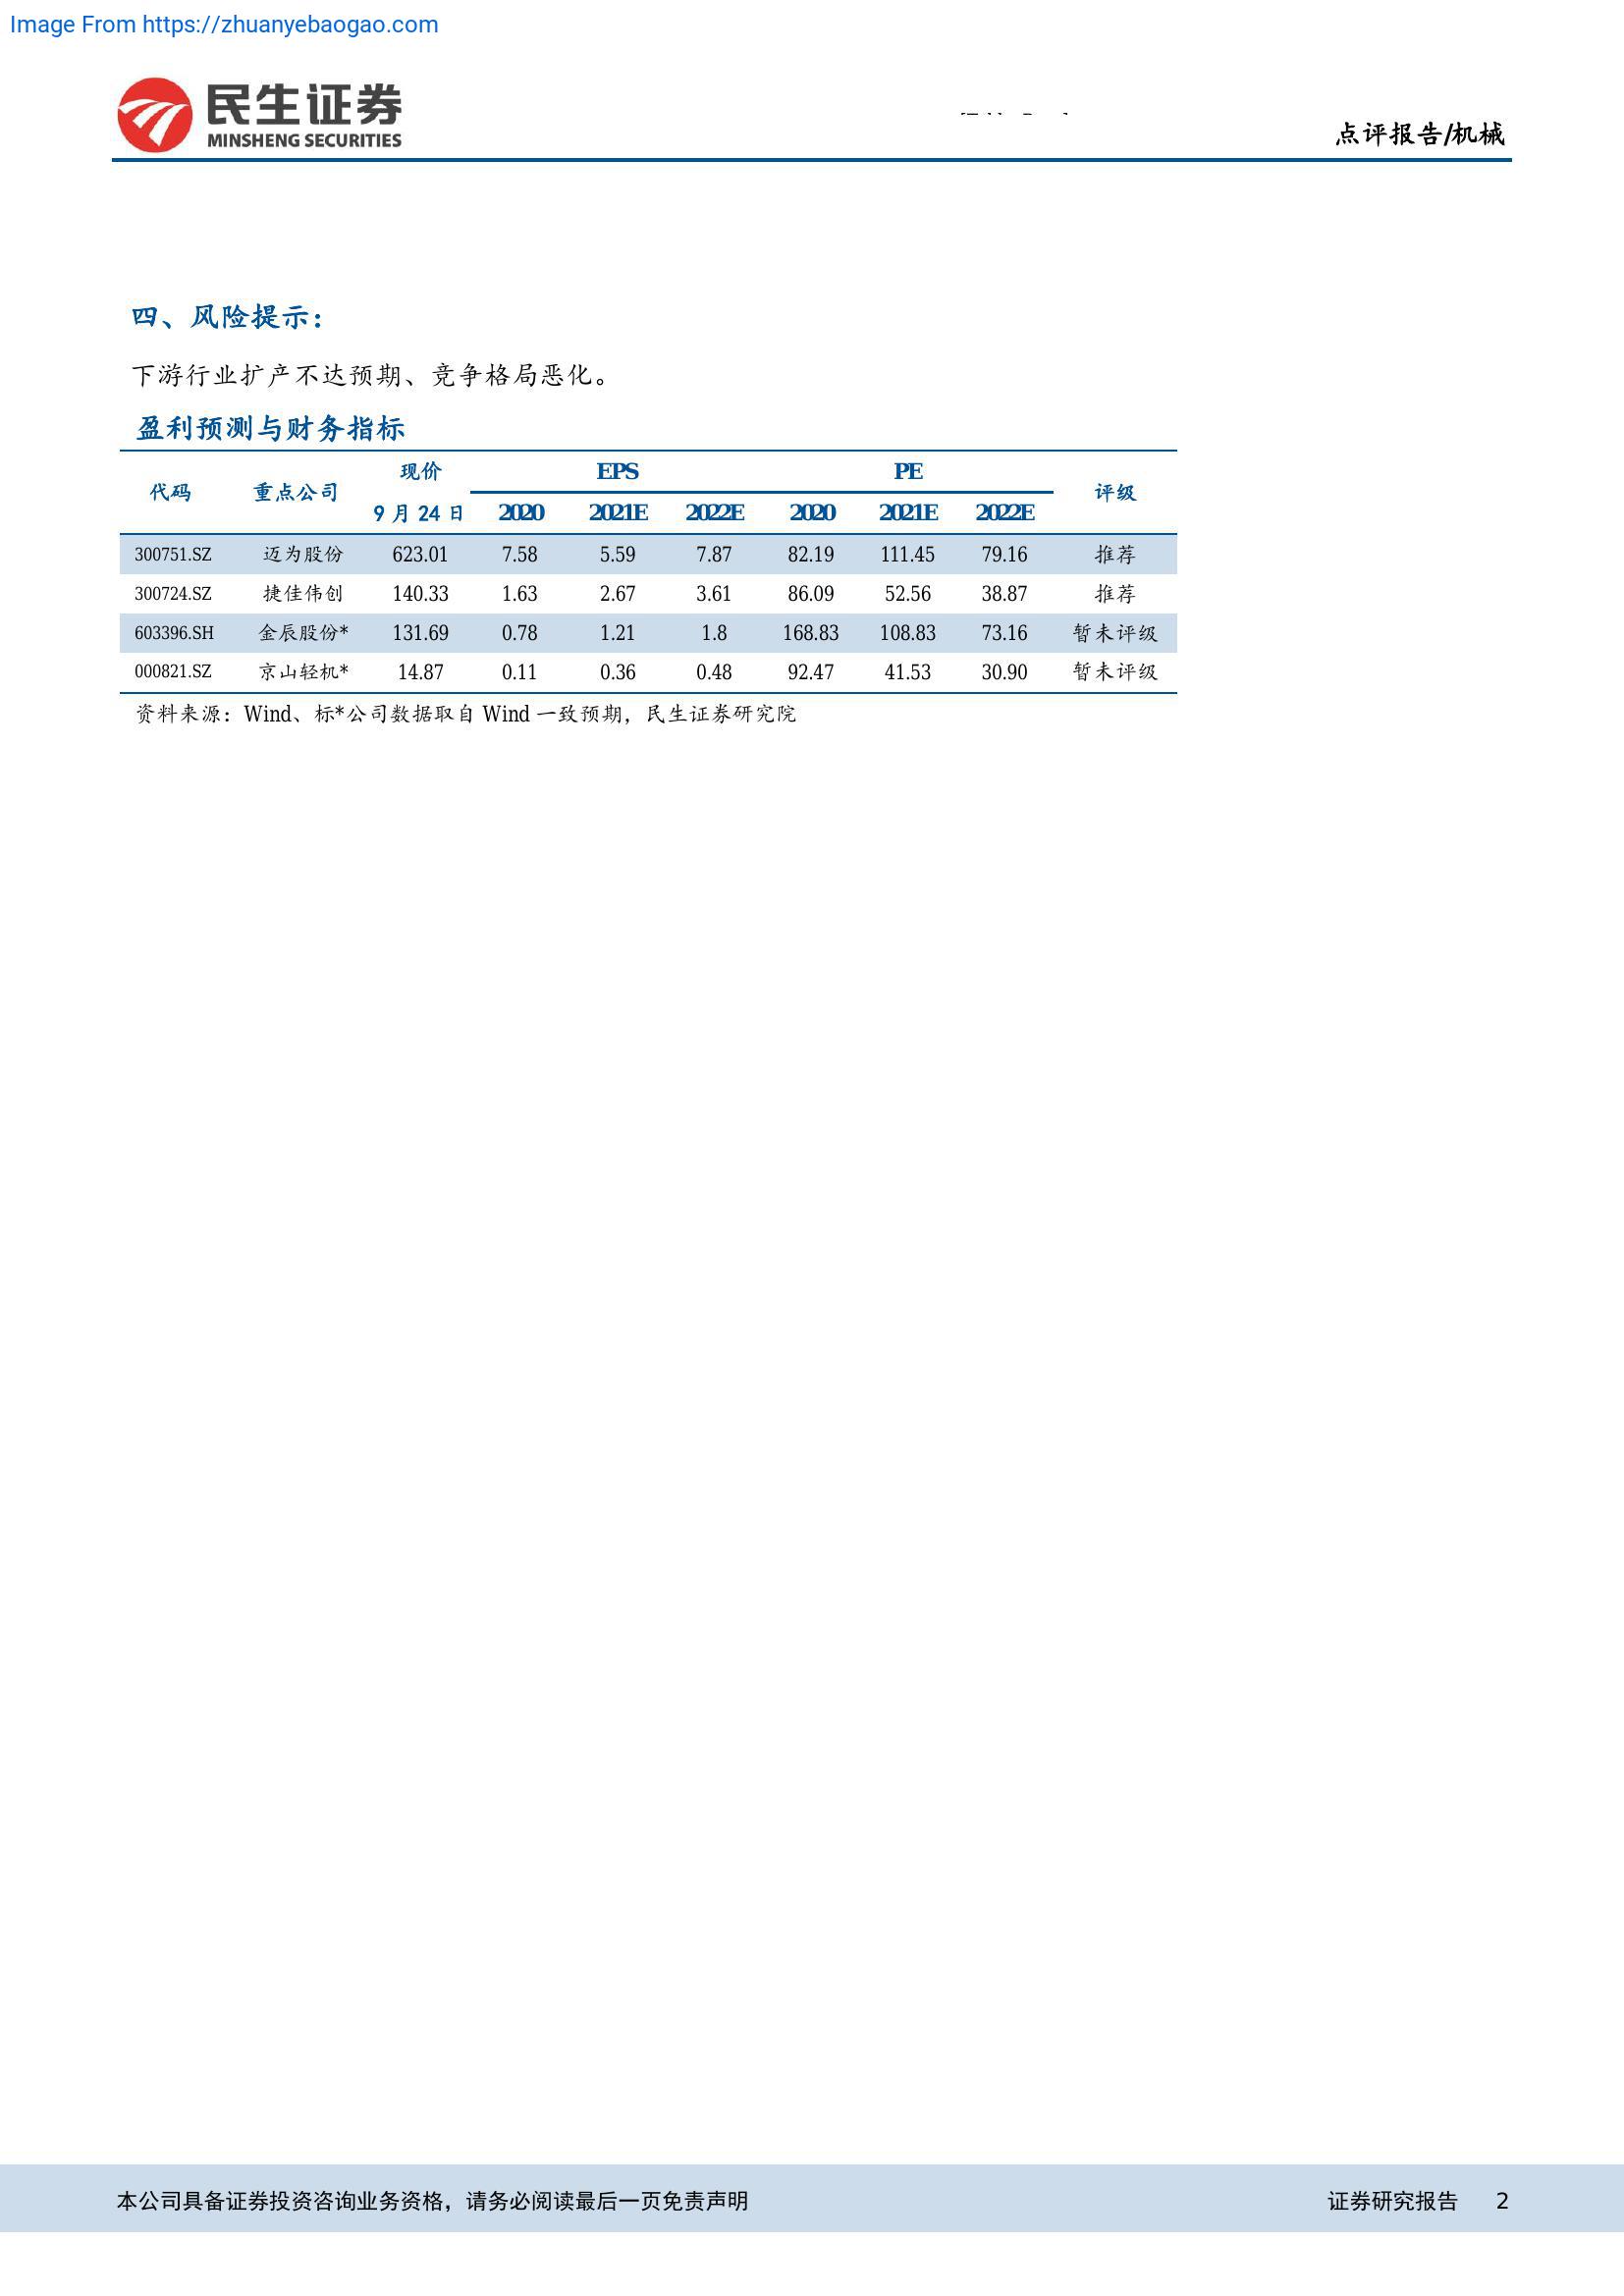 Image From https://zhuanyebaogao.com
民生证券
MINSHENG SECURITIES
点评报告/机械
四、风险提示：
下游行业扩产不达预期、竞争格局恶化。
盈利预测与财务指标
代码 重点公司 现价 EPS PE 评级
9 月 24 日 2020 2021E 2022E 2020 2021E 2022E
300751.SZ 迈为股份 623.01 7.58 5.59 7.87 82.19 111.45 79.16 推荐
300724.SZ 捷佳伟创 140.33 1.63 2.67 3.61 86.09 52.56 38.87 推荐
603396.SH 金辰股份* 131.69 0.78 1.21 1.8 168.83 108.83 73.16 暂未评级
000821.SZ 京山轻机* 14.87 0.11 0.36 0.48 92.47 41.53 30.90 暂未评级
资料来源：Wind、标*公司数据取自 Wind 一致预期，民生证券研究院
本公司具备证券投资咨询业务资格，请务必阅读最后一页免责声明 证券研究报告 2